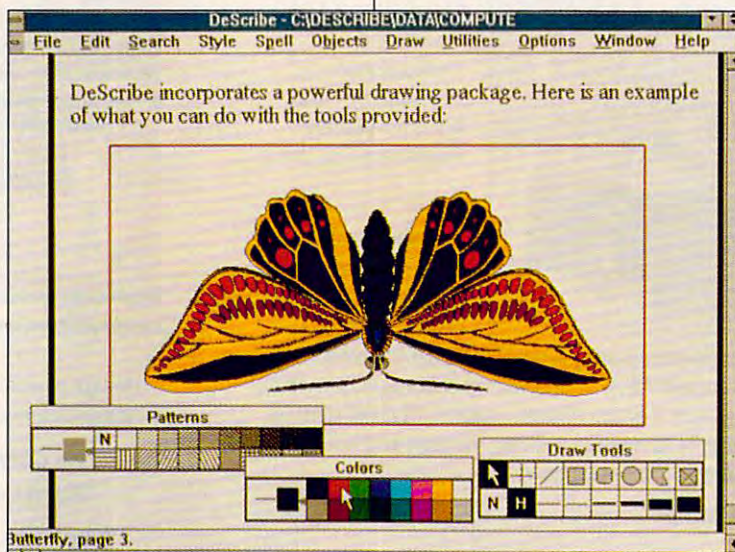 DeScribe - C:\DESCRIBE\DATA\COMPUTE
File Edit Search Style Spell Objects Draw Utilities Options Window Help
DeScribe incorporates a powerful drawing package. Here is an example
of what you can do with the tools provided:
Patterns
N
Colors
Draw Tools
N H
Butterfly, page 3.